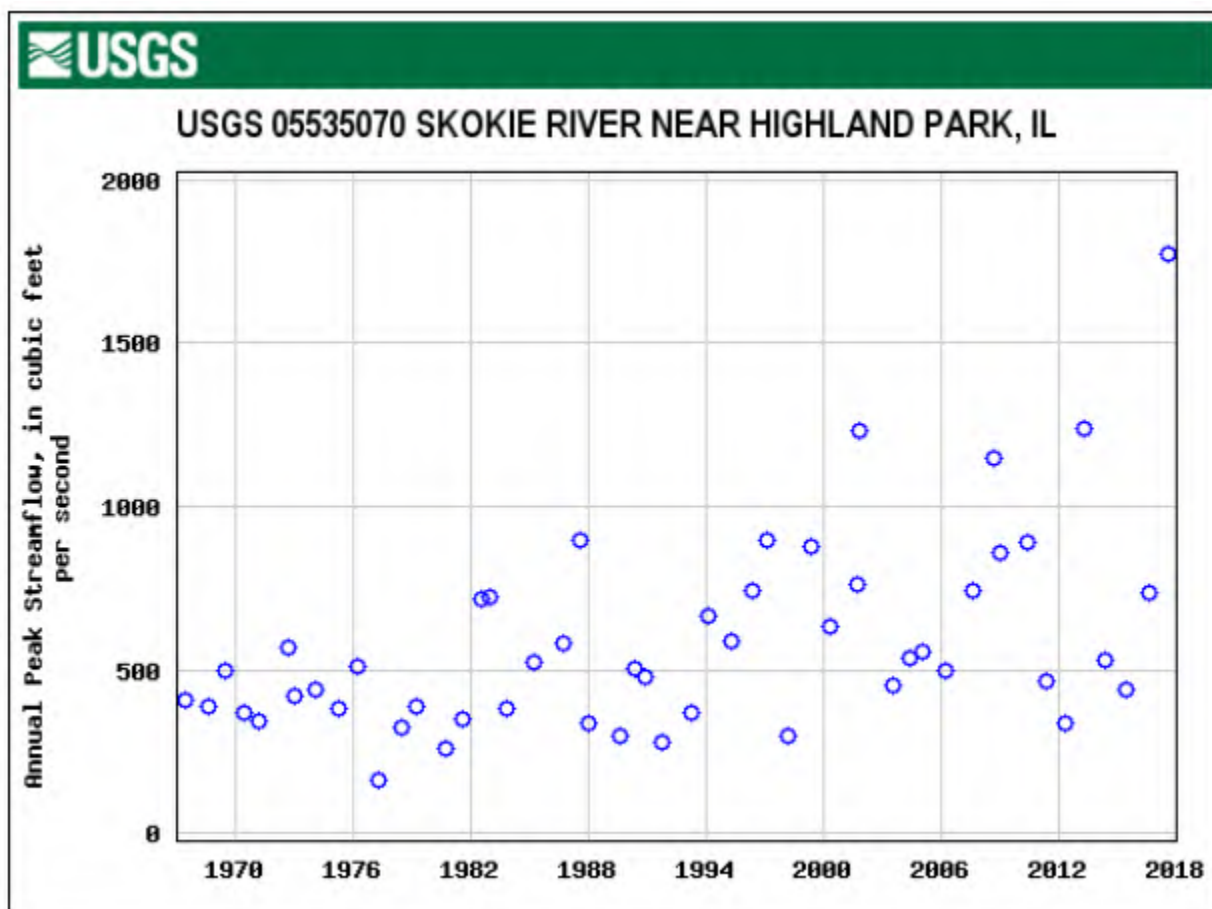 USGS
USGS 05535070 SKOKIE RIVER NEAR HIGHLAND PARK, IL
Annual Peak Streamflow, in cubic feet
per second
2000
1500
1000
500
0
1970 1976 1982 1988 1994 2000 2006 2012 2018